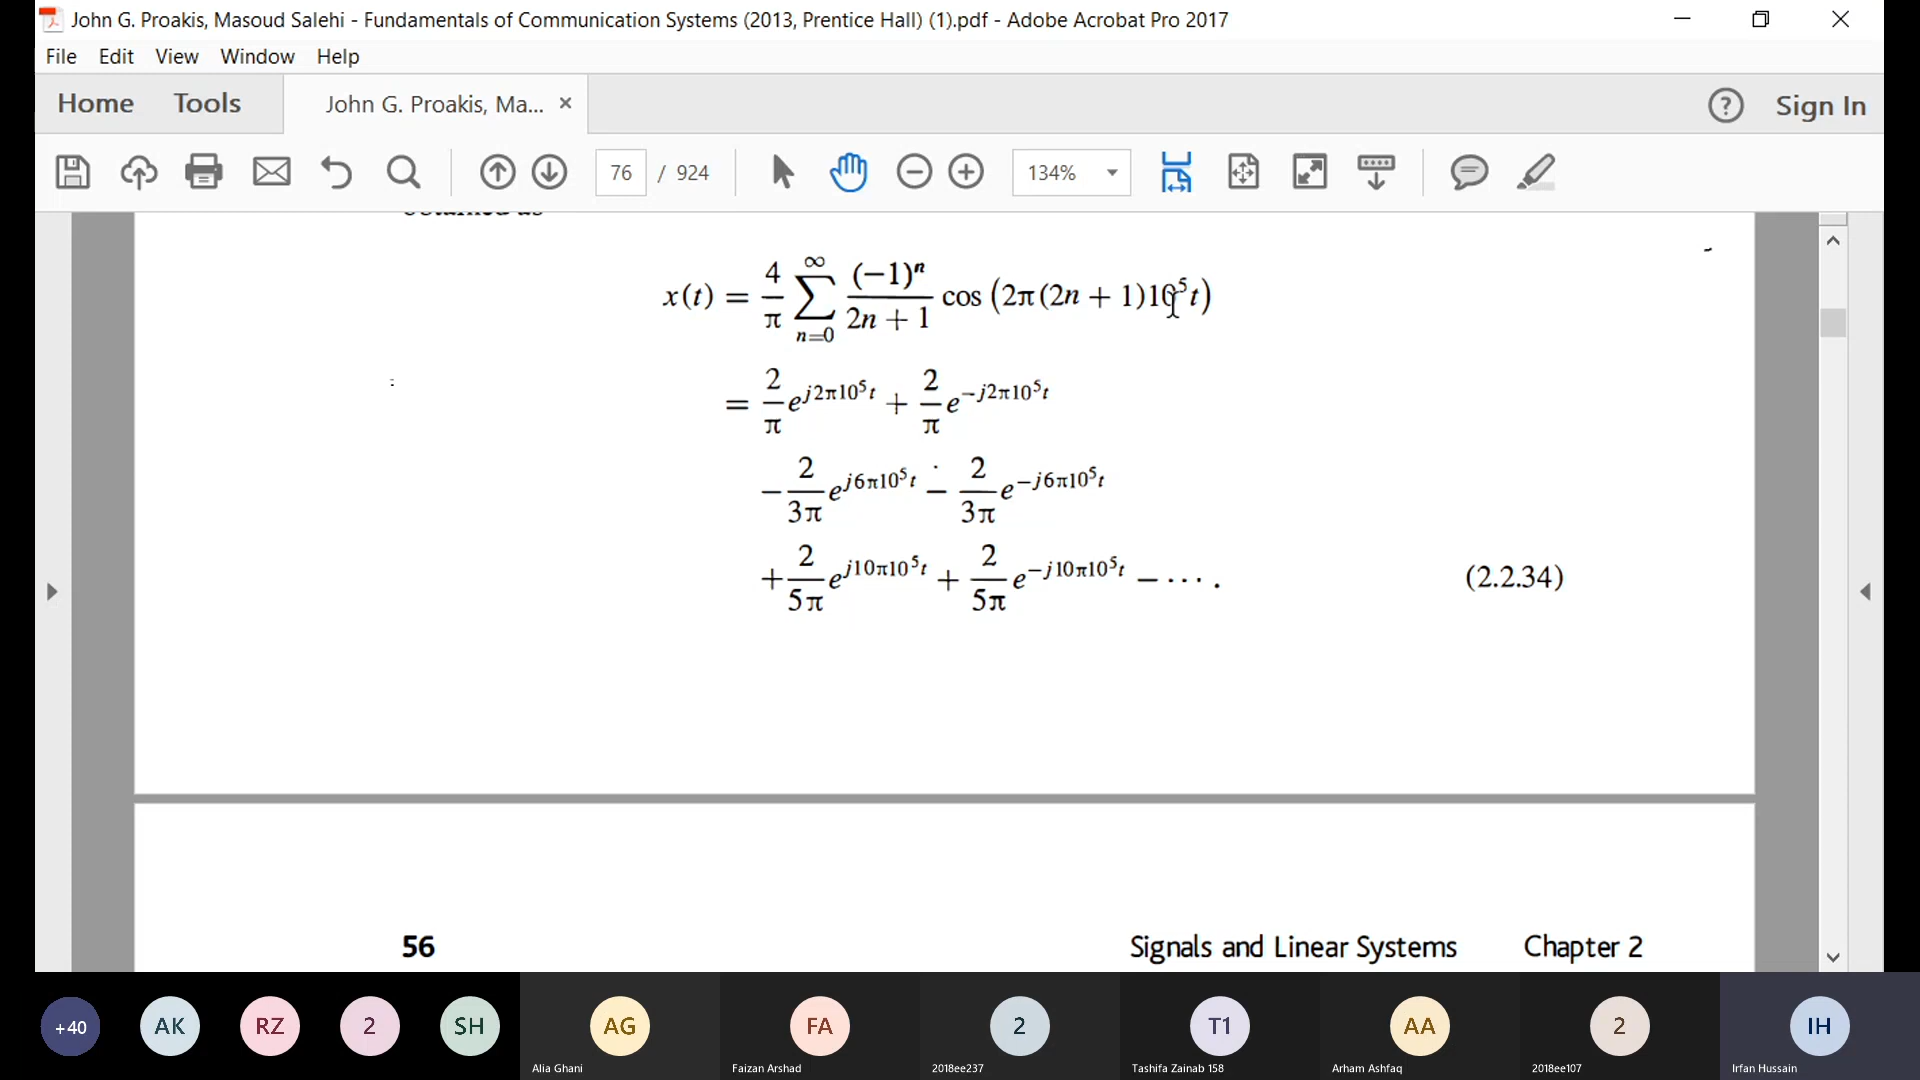 John G. Proakis, Masoud Salehi - Fundamentals of Communication Systems (2013, Prentice Hall) (1).pdf - Adobe Acrobat Pro 2017
File Edit View Window Help
Home Tools John G. Proakis, Ma... × Sign In
76 / 924 134%
x(t) = 4/π ∑_{n=0}^{∞} (−1)^n/(2n + 1) cos (2π(2n + 1)10^5 t)
= 2/π e^{j2π10^5 t} + 2/π e^{−j2π10^5 t}
− 2/3π e^{j6π10^5 t} − 2/3π e^{−j6π10^5 t}
+ 2/5π e^{j10π10^5 t} + 2/5π e^{−j10π10^5 t} − ⋯ . (2.2.34)
56 Signals and Linear Systems Chapter 2
+40 AK RZ 2 SH AG FA 2 T1 AA 2 IH
Alia Ghani Faizan Arshad 2018ee237 Tashifa Zainab 158 Arham Ashfaq 2018ee107 Irfan Hussain